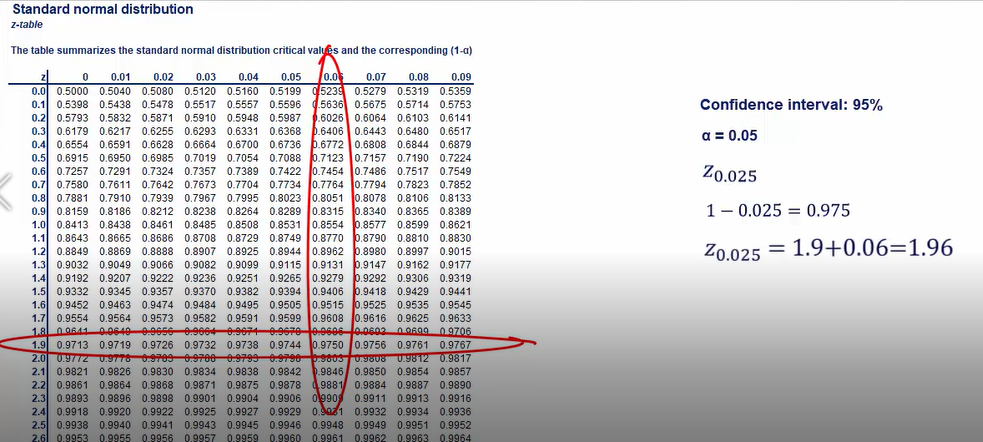 Standard normal distribution
z-table
The table summarizes the standard normal distribution critical values and the corresponding (1-α)
z 0 0.01 0.02 0.03 0.04 0.05 0.06 0.07 0.08 0.09
0.0 0.5000 0.5040 0.5080 0.5120 0.5160 0.5199 0.5239 0.5279 0.5319 0.5359
0.1 0.5398 0.5438 0.5478 0.5517 0.5557 0.5596 0.5636 0.5675 0.5714 0.5753
0.2 0.5793 0.5832 0.5871 0.5910 0.5948 0.5987 0.6026 0.6064 0.6103 0.6141
0.3 0.6179 0.6217 0.6255 0.6293 0.6331 0.6368 0.6406 0.6443 0.6480 0.6517
0.4 0.6554 0.6591 0.6628 0.6664 0.6700 0.6736 0.6772 0.6808 0.6844 0.6879
0.5 0.6915 0.6950 0.6985 0.7019 0.7054 0.7088 0.7123 0.7157 0.7190 0.7224
0.6 0.7257 0.7291 0.7324 0.7357 0.7389 0.7422 0.7454 0.7486 0.7517 0.7549
0.7 0.7580 0.7611 0.7642 0.7673 0.7704 0.7734 0.7764 0.7794 0.7823 0.7852
0.8 0.7881 0.7910 0.7939 0.7967 0.7995 0.8023 0.8051 0.8078 0.8106 0.8133
0.9 0.8159 0.8186 0.8212 0.8238 0.8264 0.8289 0.8315 0.8340 0.8365 0.8389
1.0 0.8413 0.8438 0.8461 0.8485 0.8508 0.8531 0.8554 0.8577 0.8599 0.8621
1.1 0.8643 0.8665 0.8686 0.8708 0.8729 0.8749 0.8770 0.8790 0.8810 0.8830
1.2 0.8849 0.8869 0.8888 0.8907 0.8925 0.8944 0.8962 0.8980 0.8997 0.9015
1.3 0.9032 0.9049 0.9066 0.9082 0.9099 0.9115 0.9131 0.9147 0.9162 0.9177
1.4 0.9192 0.9207 0.9222 0.9236 0.9251 0.9265 0.9279 0.9292 0.9306 0.9319
1.5 0.9332 0.9345 0.9357 0.9370 0.9382 0.9394 0.9406 0.9418 0.9429 0.9441
1.6 0.9452 0.9463 0.9474 0.9484 0.9495 0.9505 0.9515 0.9525 0.9535 0.9545
1.7 0.9554 0.9564 0.9573 0.9582 0.9591 0.9599 0.9608 0.9616 0.9625 0.9633
1.8 0.9641 0.9649 0.9656 0.9664 0.9671 0.9678 0.9686 0.9693 0.9699 0.9706
1.9 0.9713 0.9719 0.9726 0.9732 0.9738 0.9744 0.9750 0.9756 0.9761 0.9767
2.0 0.9772 0.9778 0.9783 0.9788 0.9793 0.9798 0.9803 0.9808 0.9812 0.9817
2.1 0.9821 0.9826 0.9830 0.9834 0.9838 0.9842 0.9846 0.9850 0.9854 0.9857
2.2 0.9861 0.9864 0.9868 0.9871 0.9875 0.9878 0.9881 0.9884 0.9887 0.9890
2.3 0.9893 0.9896 0.9898 0.9901 0.9904 0.9906 0.9909 0.9911 0.9913 0.9916
2.4 0.9918 0.9920 0.9922 0.9925 0.9927 0.9929 0.9931 0.9932 0.9934 0.9936
2.5 0.9938 0.9940 0.9941 0.9943 0.9945 0.9946 0.9948 0.9949 0.9951 0.9952
2.6 0.9953 0.9955 0.9956 0.9957 0.9959 0.9960 0.9961 0.9962 0.9963 0.9964
Confidence interval: 95%
α = 0.05
z0.025
1 − 0.025 = 0.975
z0.025 = 1.9+0.06=1.96